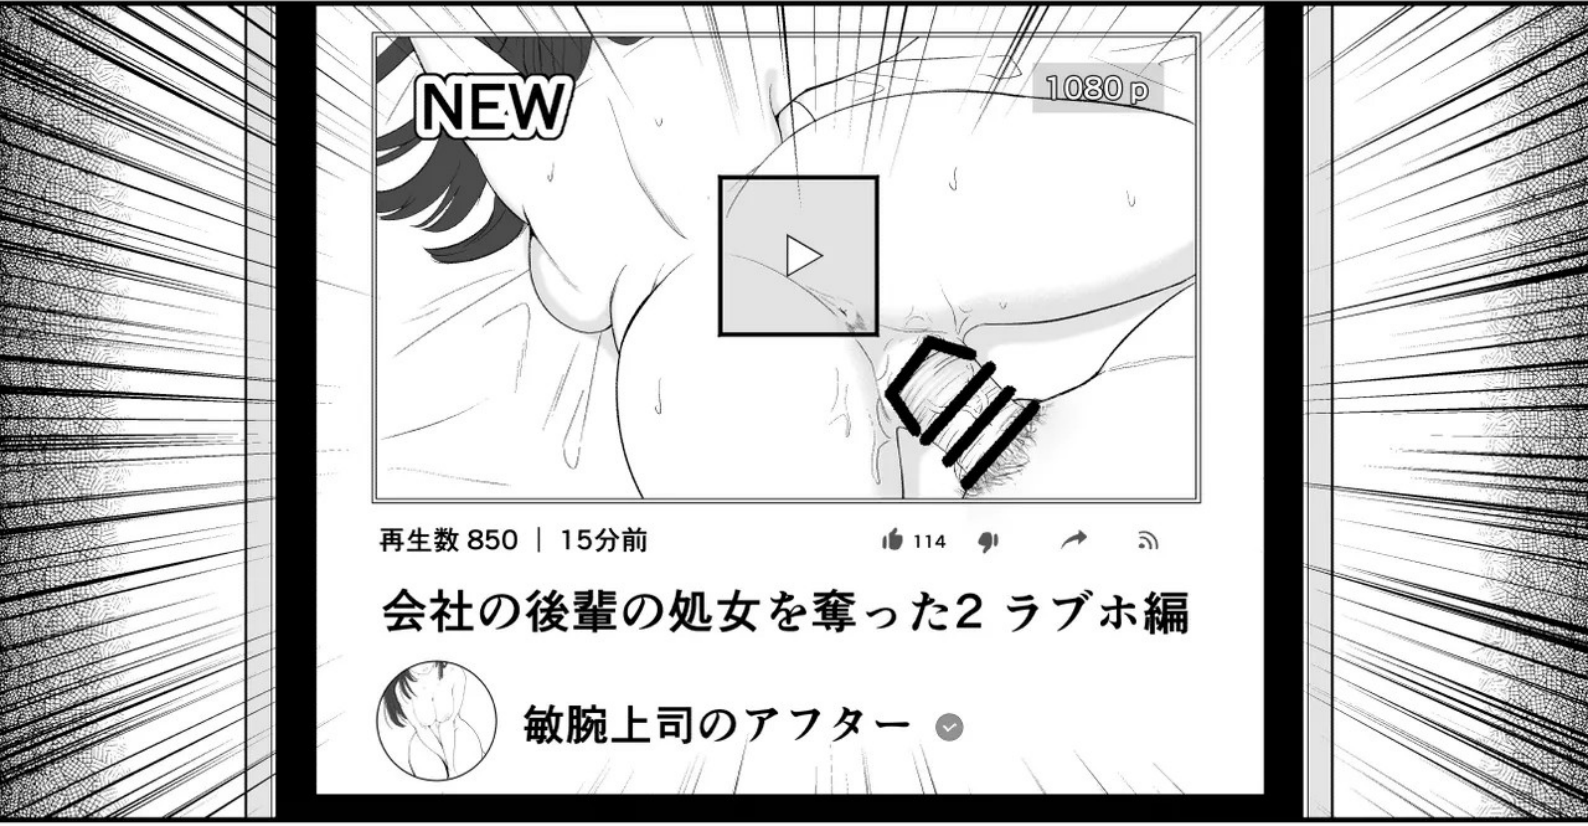 NEW
1080 p
再生数 850 | 15分前
114
会社の後輩の処女を奪った2 ラブホ編
敏腕上司のアフター